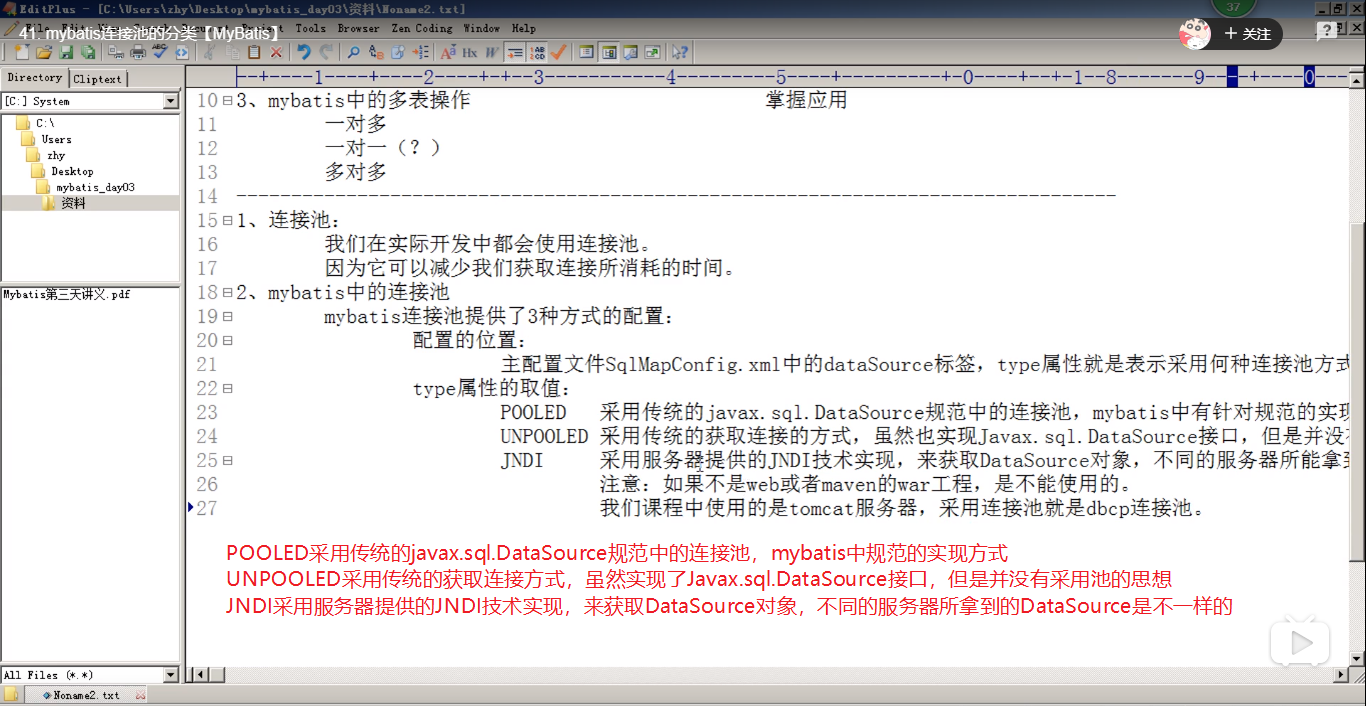 EditPlus - [C:\Users\zhy\Desktop\mybatis_day03\资料\Noname2.txt]
37
41. mybatis连接池的分类【MyBatis】
+ 关注
Tools Browser Zen Coding Window Help
Directory Cliptext
[C:] System
C:\
Users
zhy
Desktop
mybatis_day03
资料
Mybatis第三天讲义.pdf
All Files (*.*)
Noname2.txt
----+----1----+----2----+----3 4 5 0 1-8 9 0
10 3、mybatis中的多表操作 掌握应用
11 一对多
12 一对一（？）
13 多对多
14 --------------------------------------------------------------------------------
15 1、连接池：
16 我们在实际开发中都会使用连接池。
17 因为它可以减少我们获取连接所消耗的时间。
18 2、mybatis中的连接池
19 mybatis连接池提供了3种方式的配置：
20 配置的位置：
21 主配置文件SqlMapConfig.xml中的dataSource标签，type属性就是表示采用何种连接池方式
22 type属性的取值：
23 POOLED 采用传统的javax.sql.DataSource规范中的连接池，mybatis中有针对规范的实现
24 UNPOOLED 采用传统的获取连接的方式，虽然也实现Javax.sql.DataSource接口，但是并没
25 JNDI 采用服务器提供的JNDI技术实现，来获取DataSource对象，不同的服务器所能拿到
26 注意：如果不是web或者maven的war工程，是不能使用的。
27 我们课程中使用的是tomcat服务器，采用连接池就是dbcp连接池。
POOLED采用传统的javax.sql.DataSource规范中的连接池，mybatis中规范的实现方式
UNPOOLED采用传统的获取连接方式，虽然实现了Javax.sql.DataSource接口，但是并没有采用池的思想
JNDI采用服务器提供的JNDI技术实现，来获取DataSource对象，不同的服务器所拿到的DataSource是不一样的